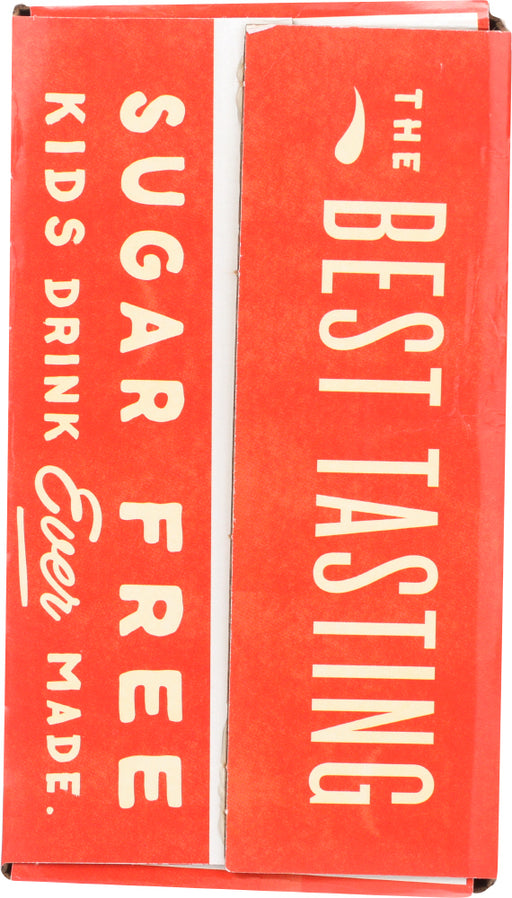 THE
BEST TASTING
SUGAR FREE
KIDS DRINK Ever MADE.